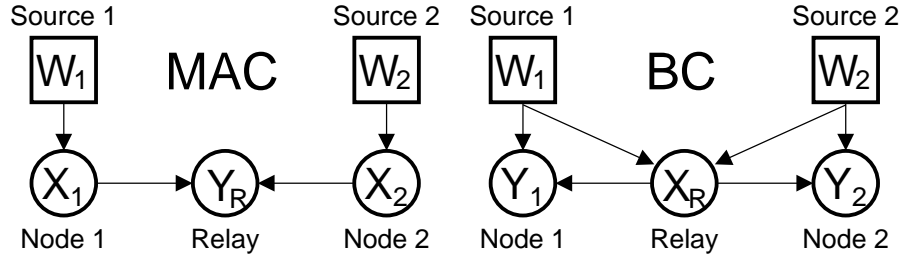 Source 1 Source 2 Source 1 Source 2
W1 MAC W2 W1 BC W2
X1 YR X2 Y1 XR Y2
Node 1 Relay Node 2 Node 1 Relay Node 2